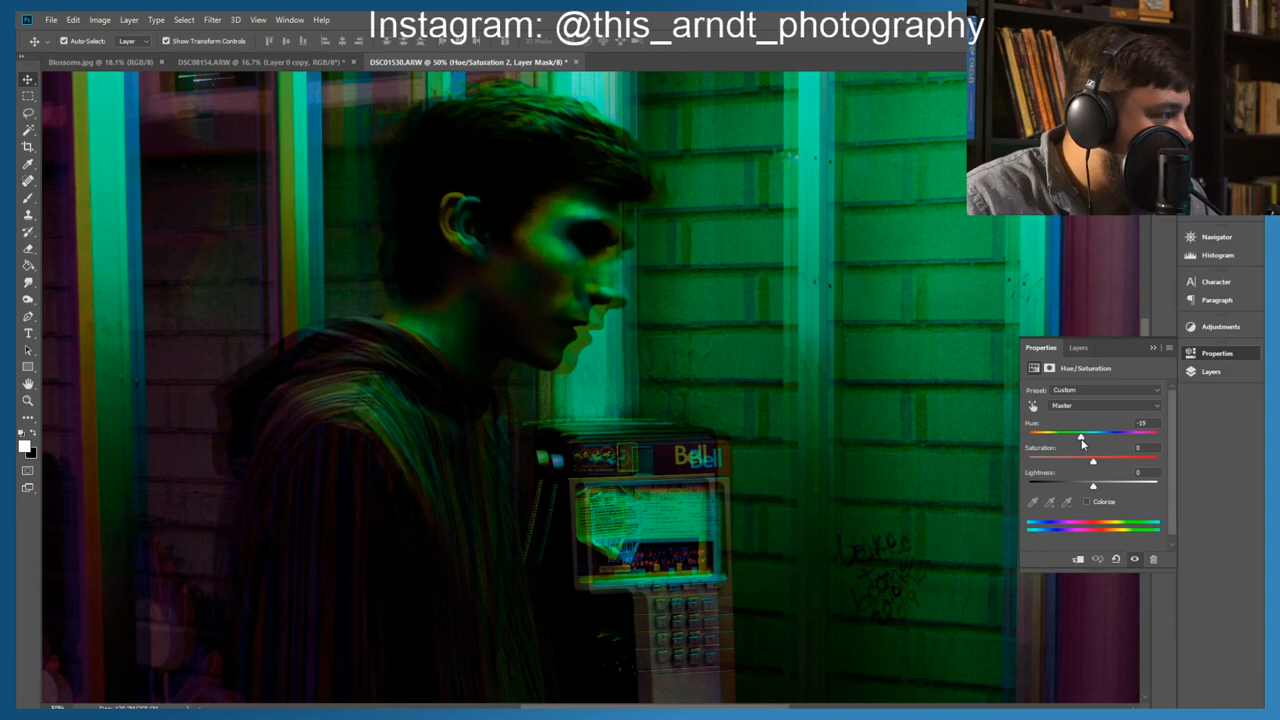 Instagram: @this_arndt_photography
File Edit Image Layer Type Select Filter 3D View Window Help
Auto-Select: Layer Show Transform Controls
Blossoms.jpg @ 18.1% (RGB/8) × DSC08154.ARW @ 16.7% (Layer 0 copy, RGB/8*) * × DSC01530.ARW @ 50% (Hue/Saturation 2, Layer Mask/8) * ×
Navigator
Histogram
Character
Paragraph
Adjustments
Properties
Layers
Properties Layers
Hue/Saturation
Preset: Custom
Master
Hue: -19
Saturation: 0
Lightness: 0
Colorize
Bell Bell